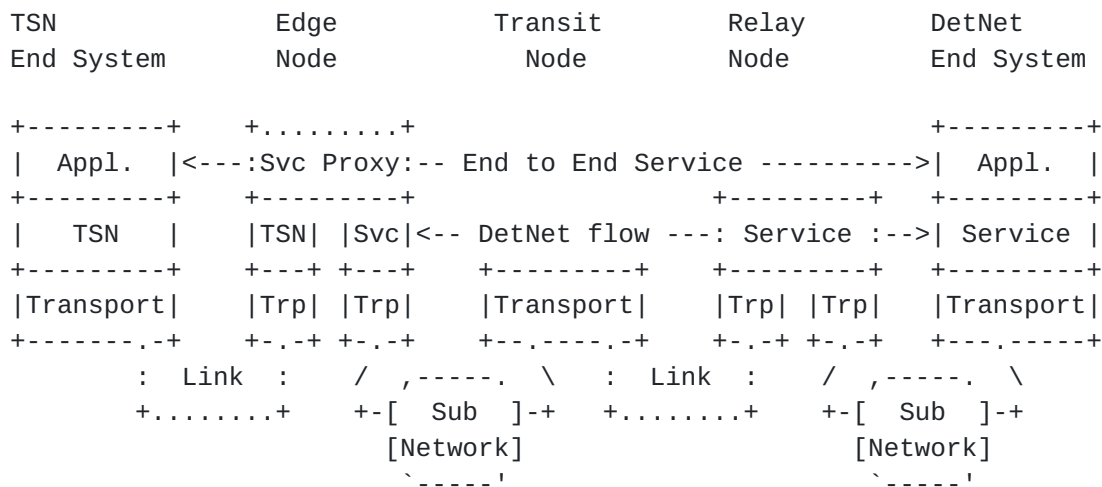 TSN                Edge             Transit         Relay             DetNet
End System         Node               Node          Node              End System

+---------+    +.........+                                 +---------+
|  Appl.  |<---:Svc Proxy:-- End to End Service ---------->|  Appl.  |
+---------+    +---------+                   +---------+   +---------+
|   TSN   |    |TSN| |Svc|<-- DetNet flow ---: Service :-->| Service |
+---------+    +---+ +---+    +---------+    +---------+   +---------+
|Transport|    |Trp| |Trp|    |Transport|    |Trp| |Trp|   |Transport|
+-------.-+    +-.-+ +-.-+    +--.----.-+    +-.-+ +-.-+   +---.-----+
        :  Link  :    /  ,-----.  \   :  Link  :    /  ,-----.  \
        +........+    +-[  Sub  ]-+   +........+    +-[  Sub  ]-+
                        [Network]                     [Network]
                         `-----'                       `-----'